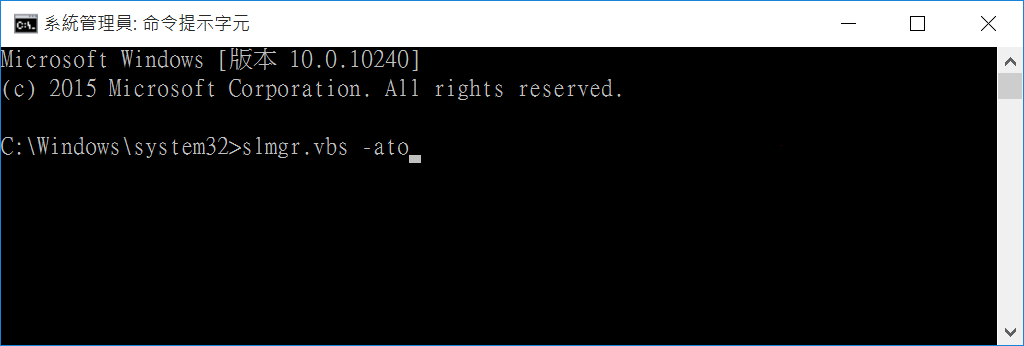 系統管理員: 命令提示字元
Microsoft Windows [版本 10.0.10240]
(c) 2015 Microsoft Corporation. All rights reserved.
C:\Windows\system32>slmgr.vbs -ato